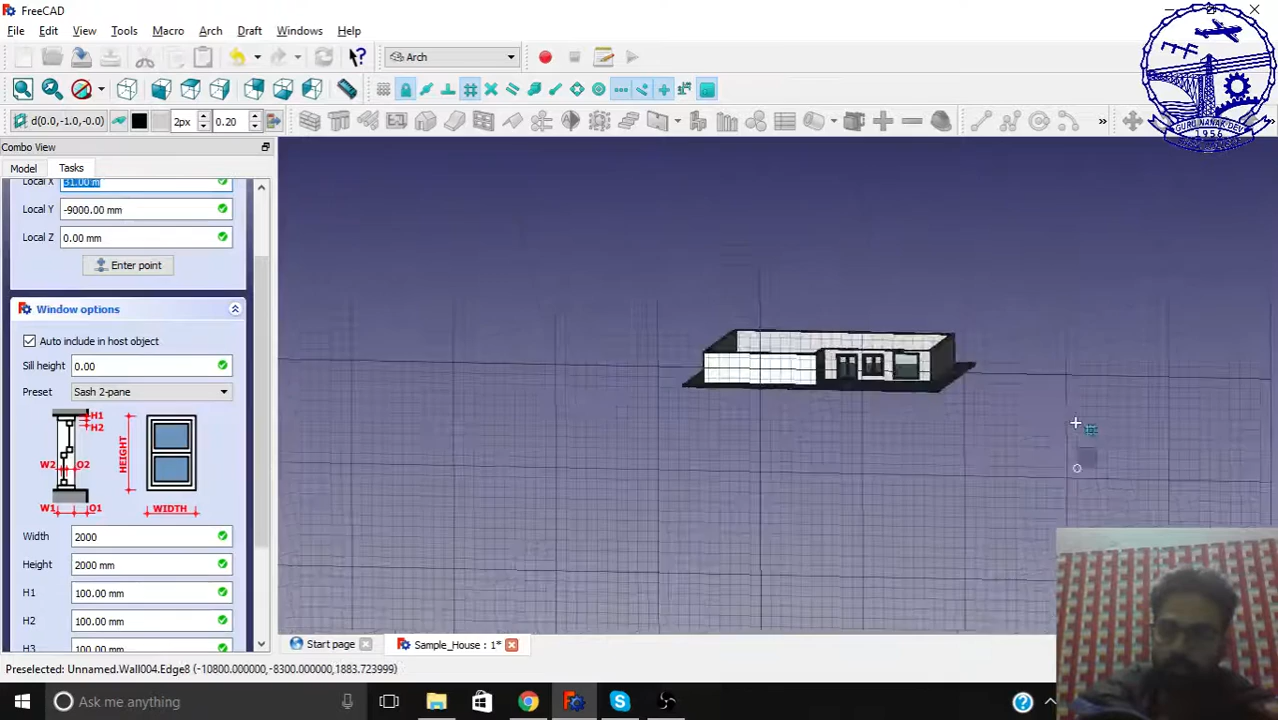 FreeCAD
File Edit View Tools Macro Arch Draft Windows Help
Arch
d(0.0,-1.0,-0.0) 2px 0.20 » »
GURU NANAK DEV
1956
Combo View
Model Tasks
Local X 31.00 m
Local Y -9000.00 mm
Local Z 0.00 mm
Enter point
Window options
Auto include in host object
Sill height 0.00
Preset Sash 2-pane
H1
H2
W2 O2
HEIGHT
W1 O1 WIDTH
Width 2000
Height 2000 mm
H1 100.00 mm
H2 100.00 mm
H3 100.00 mm
Start page Sample_House : 1*
Preselected: Unnamed.Wall004.Edge8 (-10800.000000,-8300.000000,1883.723999)
Ask me anything